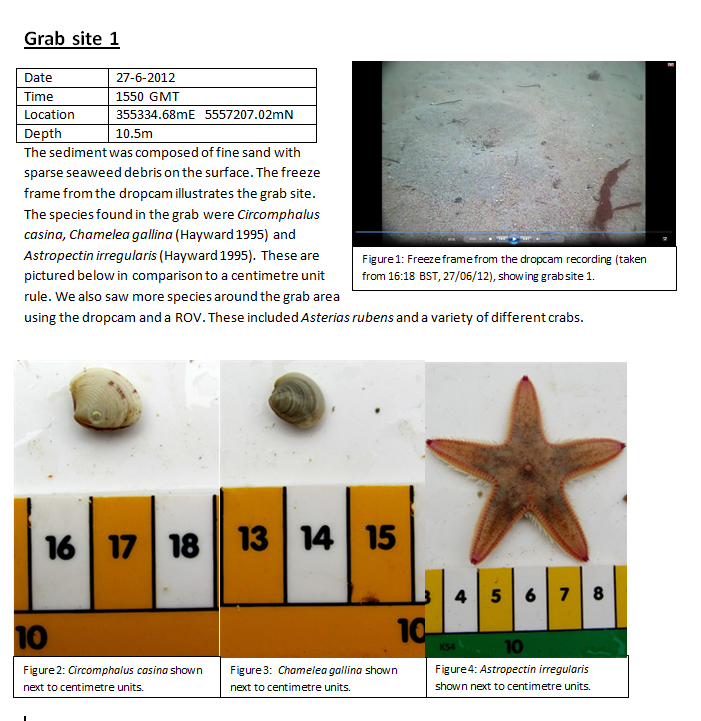 Grab site 1
Date 27-6-2012
Time 1550 GMT
Location 355334.68mE 5557207.02mN
Depth 10.5m
The sediment was composed of fine sand with
sparse seaweed debris on the surface. The freeze
frame from the dropcam illustrates the grab site.
The species found in the grab were Circomphalus
casina, Chamelea gallina (Hayward 1995) and
Astropectin irregularis (Hayward 1995). These are
pictured below in comparison to a centimetre unit
rule. We also saw more species around the grab area
using the dropcam and a ROV. These included Asterias rubens and a variety of different crabs.
Figure 1: Freeze frame from the dropcam recording (taken
from 16:18 BST, 27/06/12), showing grab site 1.
16 17 18
10
13 14 15
10
3 4 5 6 7 8
KS4 10
Figure 2: Circomphalus casina shown
next to centimetre units.
Figure 3: Chamelea gallina shown
next to centimetre units.
Figure 4: Astropectin irregularis
shown next to centimetre units.